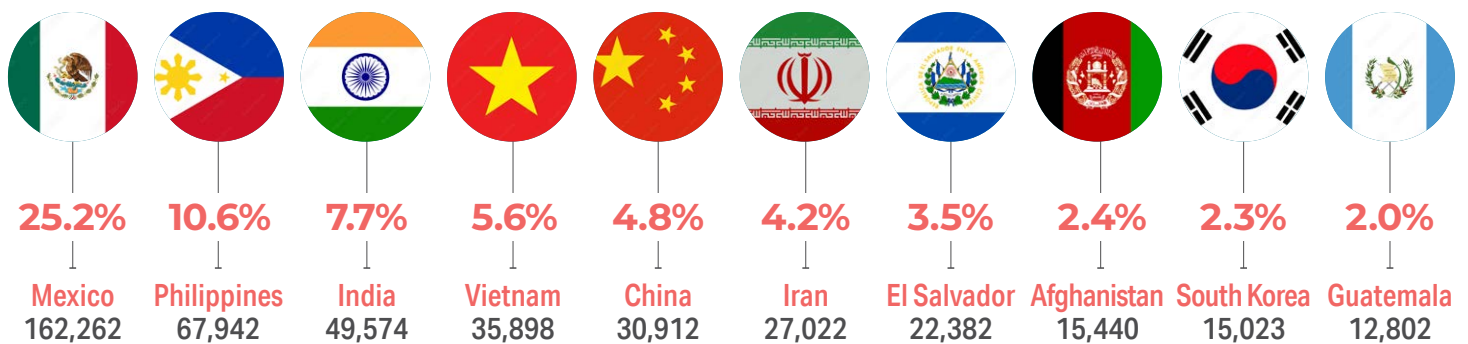 25.2% 10.6% 7.7% 5.6% 4.8% 4.2% 3.5% 2.4% 2.3% 2.0%
Mexico Philippines India Vietnam China Iran El Salvador Afghanistan South Korea Guatemala
162,262 67,942 49,574 35,898 30,912 27,022 22,382 15,440 15,023 12,802